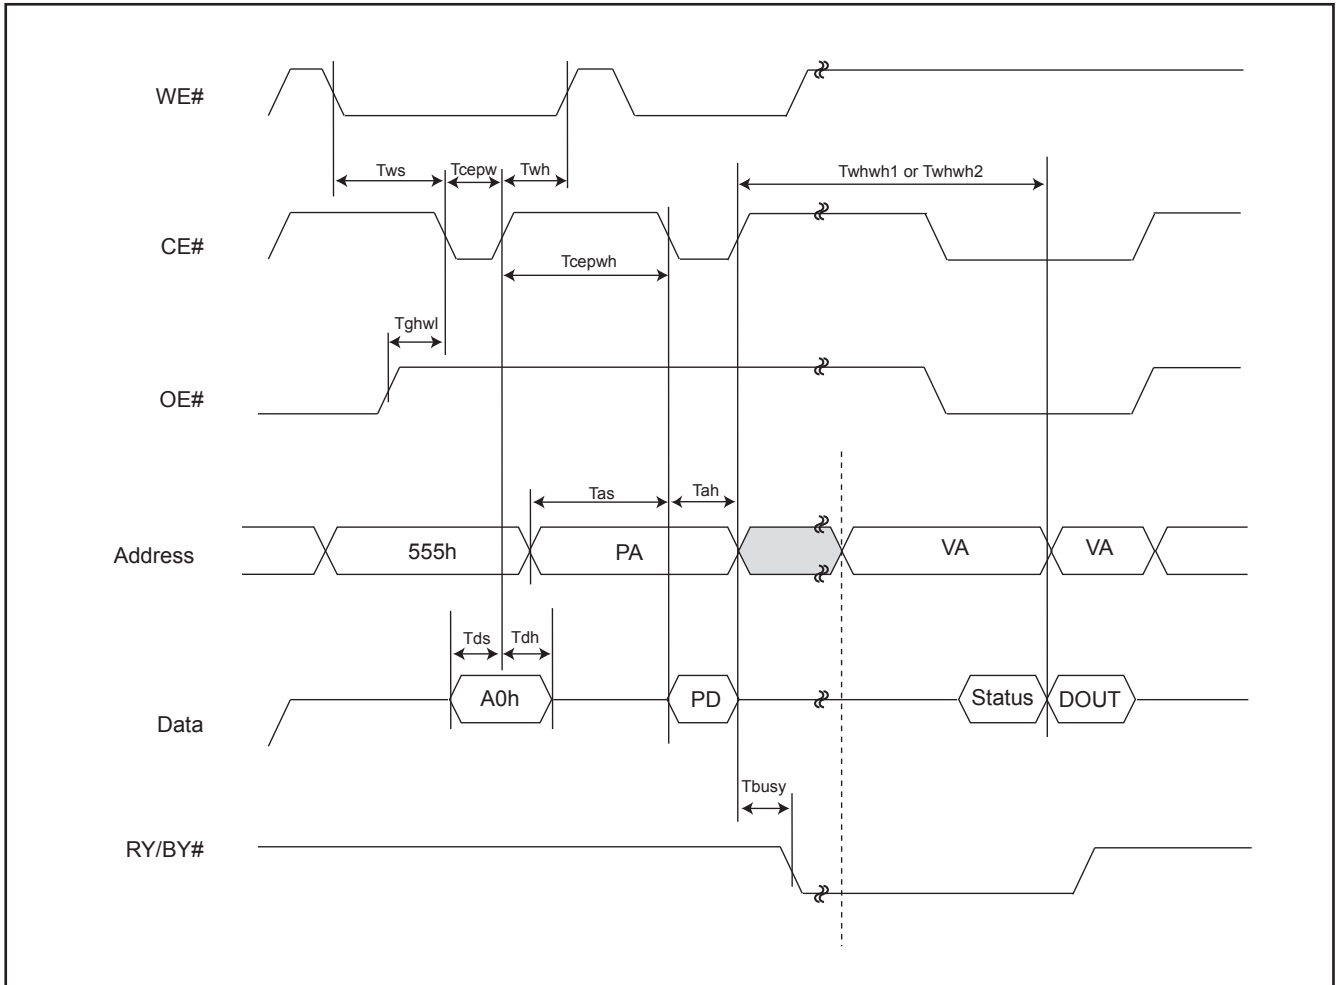 WE#
Tws
Tcepw
Twh
Twhwh1 or Twhwh2
CE#
Tcepwh
Tghwl
OE#
Tas
Tah
Address
555h
PA
VA
VA
Tds
Tdh
Data
A0h
PD
Status
DOUT
Tbusy
RY/BY#